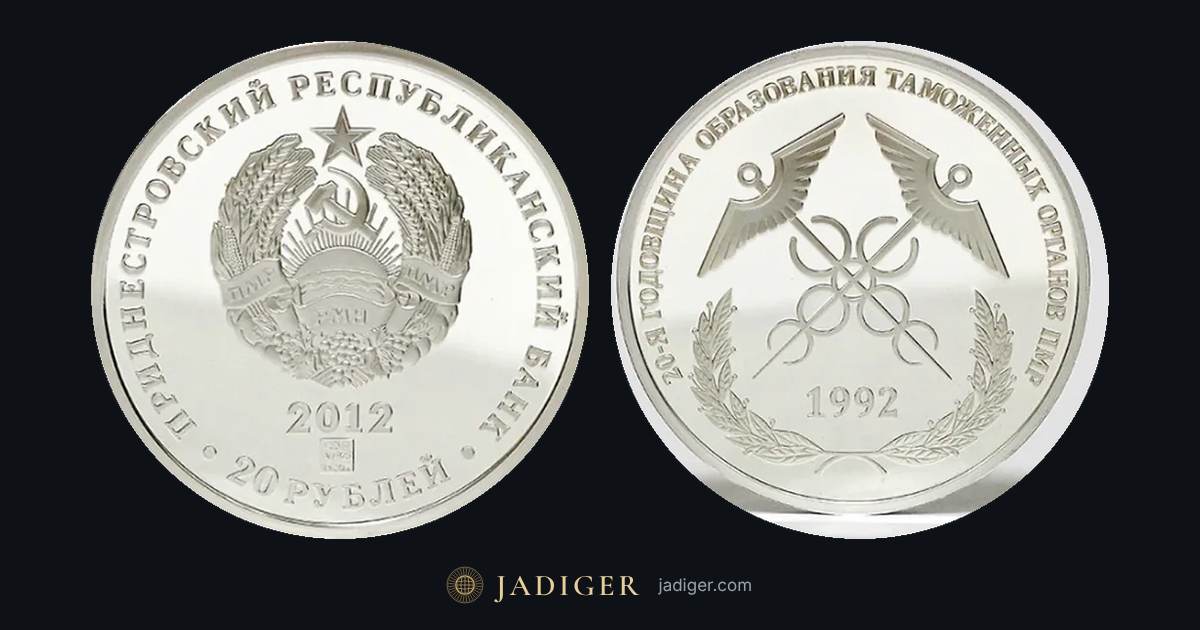 ПРИДНЕСТРОВСКИЙ РЕСПУБЛИКАНСКИЙ БАНК
ПМР
ПМР
РМН
2012
• 20 РУБЛЕЙ •
20-Я ГОДОВЩИНА ОБРАЗОВАНИЯ ТАМОЖЕННЫХ ОРГАНОВ ПМР
1992
JADIGER
jadiger.com